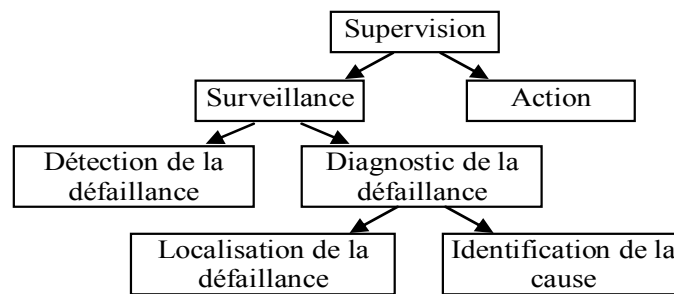 Supervision
Surveillance
Action
Détection de la
défaillance
Diagnostic de la
défaillance
Localisation de la
défaillance
Identification de la
cause